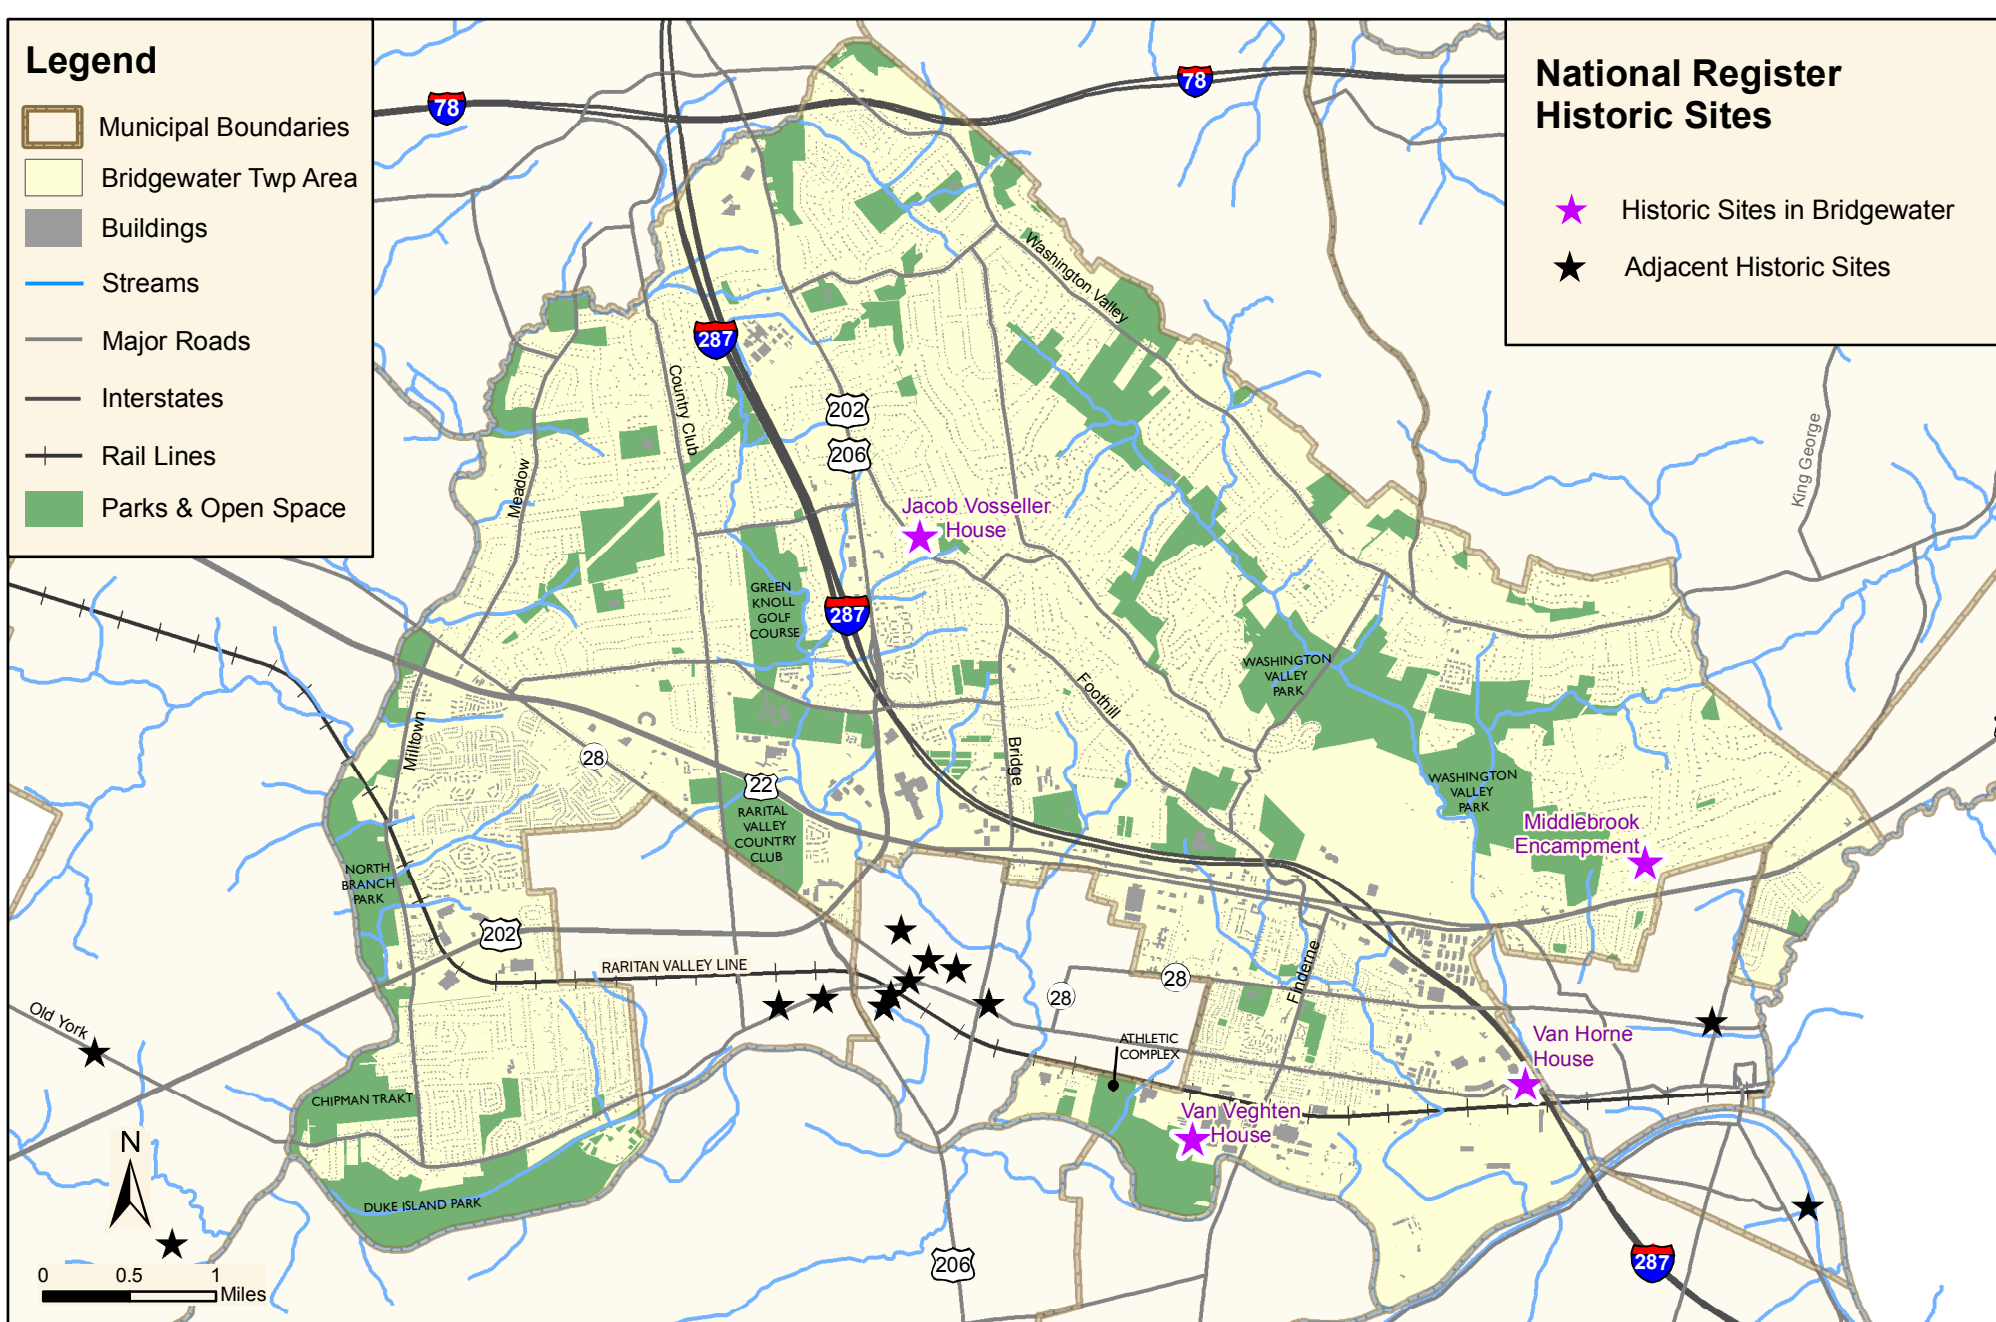 Legend
Municipal Boundaries
Bridgewater Twp Area
Buildings
Streams
Major Roads
Interstates
Rail Lines
Parks & Open Space
National Register
Historic Sites
Historic Sites in Bridgewater
Adjacent Historic Sites
78
78
Washington Valley
287
Country Club
202
206
King George
Meadow
Jacob Vosseller
House
GREEN
KNOLL
GOLF
COURSE
287
WASHINGTON
VALLEY
PARK
Foothill
Milltown
28
Bridge
22
RARITAL
VALLEY
COUNTRY
CLUB
WASHINGTON
VALLEY
PARK
Middlebrook
Encampment
NORTH
BRANCH
PARK
202
RARITAN VALLEY LINE
Finderne
28
28
Old York
ATHLETIC
COMPLEX
Van Horne
House
CHIPMAN TRAKT
Van Veghten
House
DUKE ISLAND PARK
N
206
287
0 0.5 1
Miles